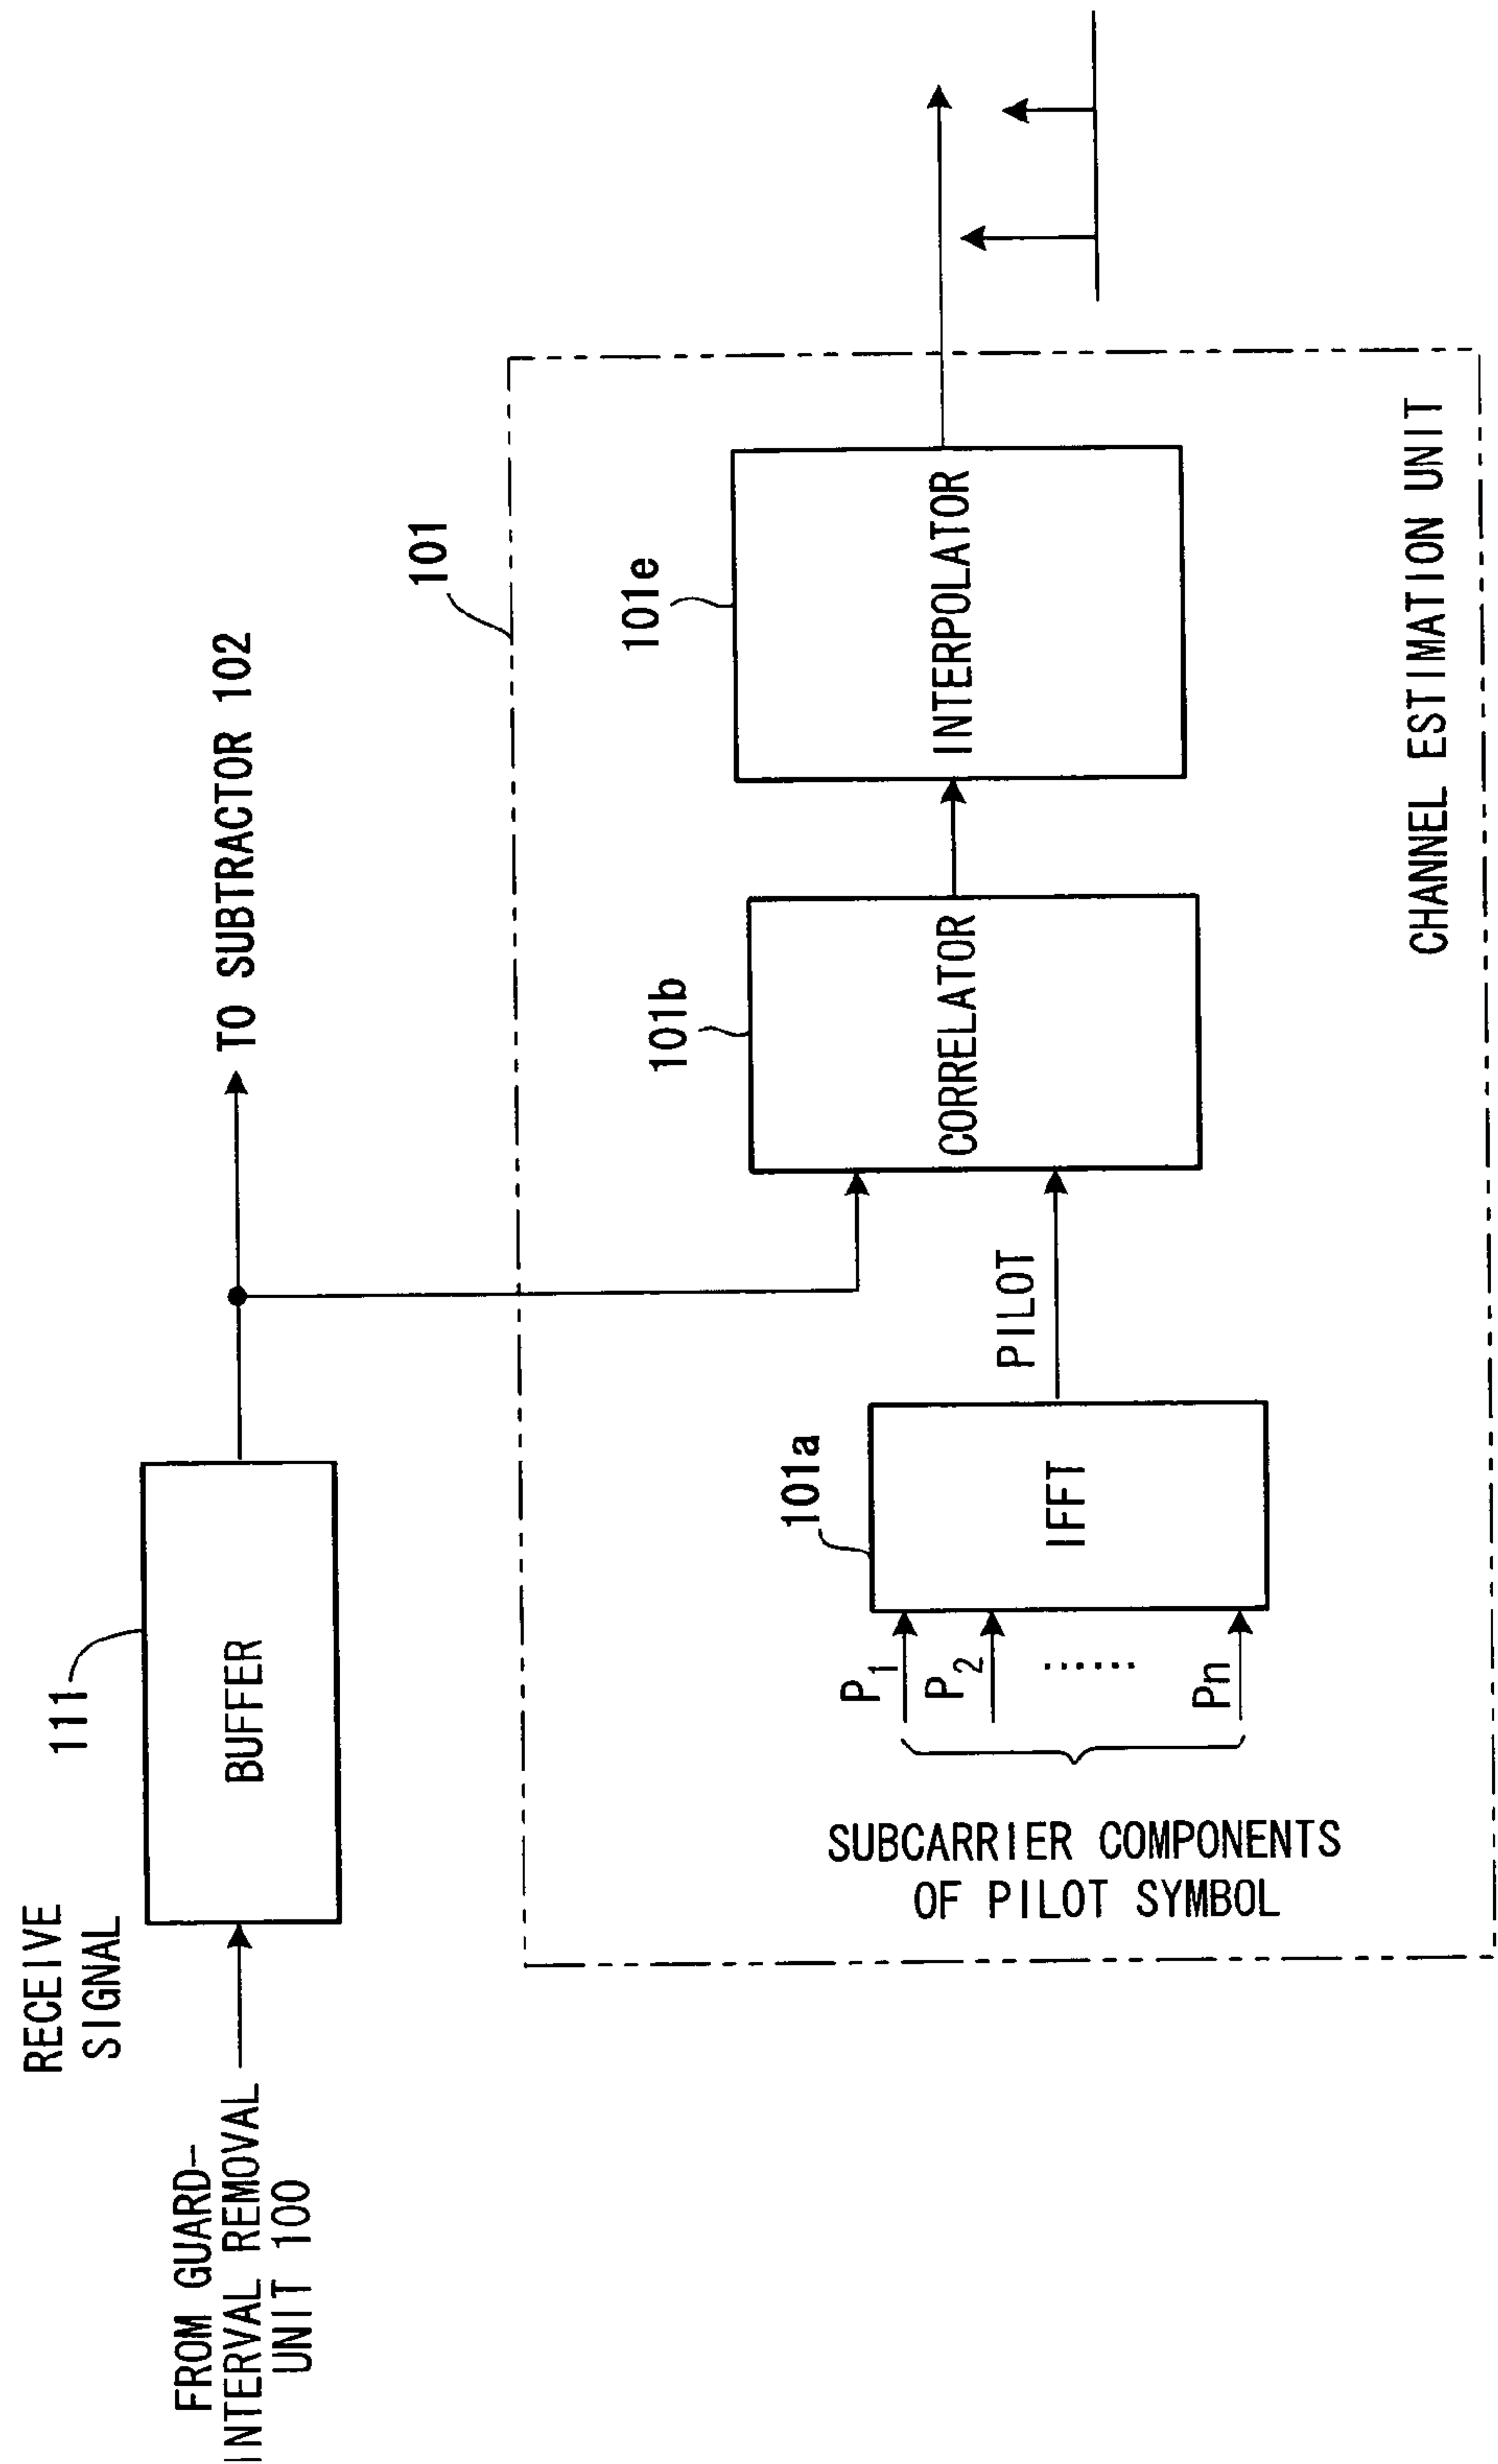 RECEIVE
SIGNAL
FROM GUARD-
INTERVAL REMOVAL
UNIT 100
111
BUFFER
TO SUBTRACTOR 102
101
SUBCARRIER COMPONENTS
OF PILOT SYMBOL
P1
P2
......
Pn
101a
IFFT
PILOT
101b
CORRELATOR
101e
INTERPOLATOR
CHANNEL ESTIMATION UNIT